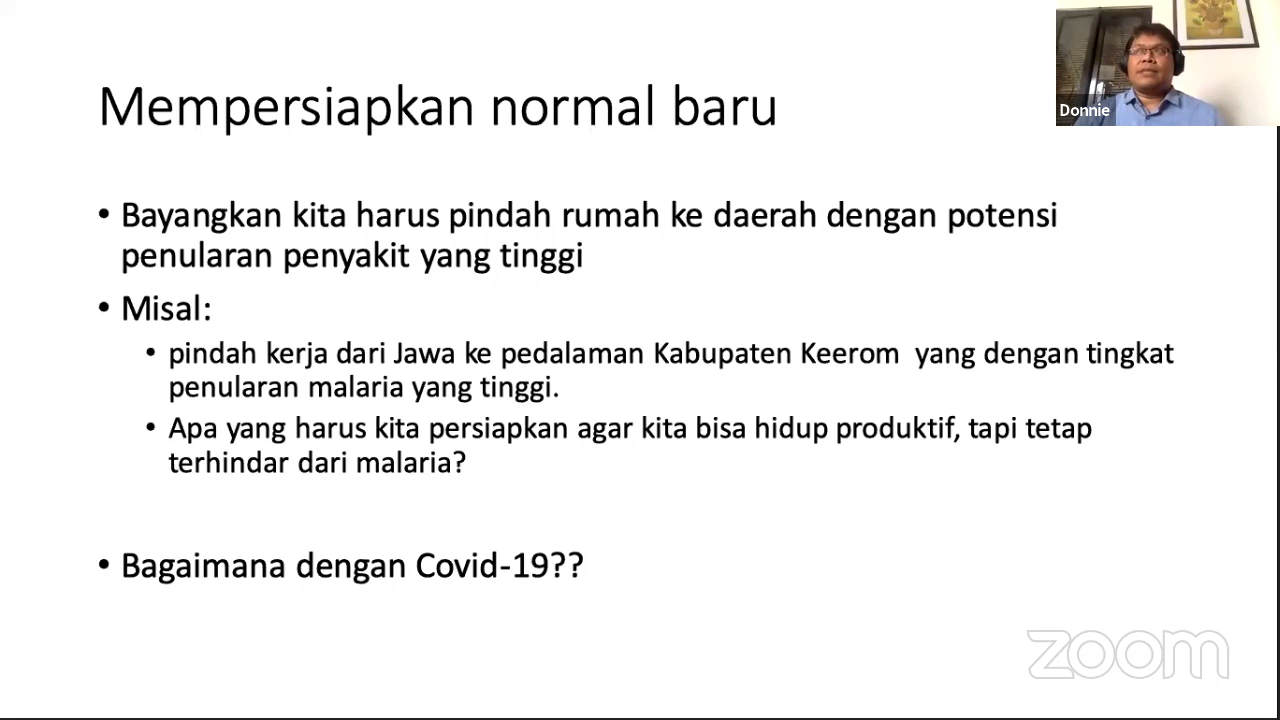 Mempersiapkan normal baru
Donnie
• Bayangkan kita harus pindah rumah ke daerah dengan potensi
penularan penyakit yang tinggi
• Misal:
• pindah kerja dari Jawa ke pedalaman Kabupaten Keerom yang dengan tingkat
penularan malaria yang tinggi.
• Apa yang harus kita persiapkan agar kita bisa hidup produktif, tapi tetap
terhindar dari malaria?
• Bagaimana dengan Covid-19??
zoom